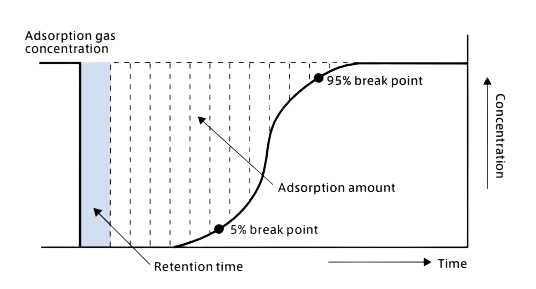 Adsorption gas
concentration
95% break point
Concentration
Adsorption amount
5% break point
Retention time
Time